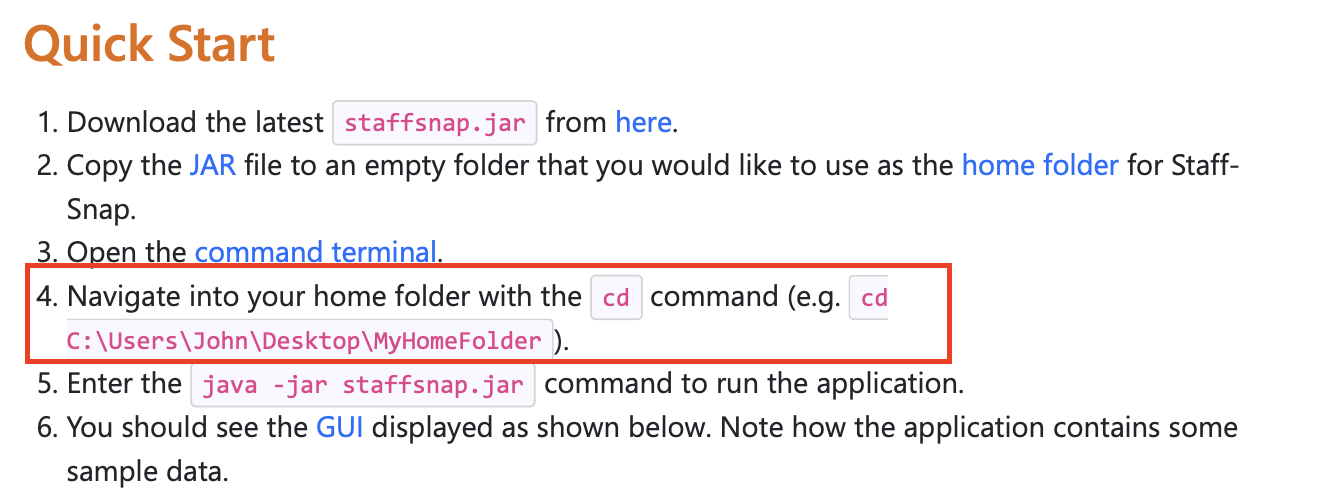 Quick Start
1. Download the latest staffsnap.jar from here.
2. Copy the JAR file to an empty folder that you would like to use as the home folder for Staff-
Snap.
3. Open the command terminal.
4. Navigate into your home folder with the cd command (e.g. cd
C:\Users\John\Desktop\MyHomeFolder ).
5. Enter the java -jar staffsnap.jar command to run the application.
6. You should see the GUI displayed as shown below. Note how the application contains some
sample data.